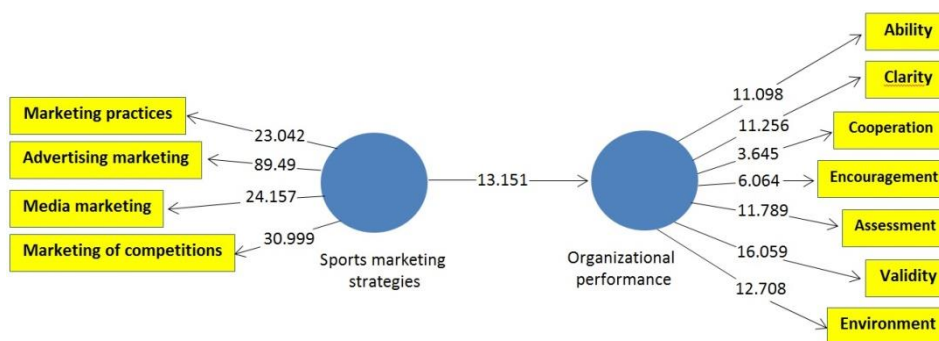 Marketing practices
Advertising marketing
Media marketing
Marketing of competitions
23.042
89.49
24.157
30.999
Sports marketing
strategies
13.151
Organizational
performance
11.098
11.256
3.645
6.064
11.789
16.059
12.708
Ability
Clarity
Cooperation
Encouragement
Assessment
Validity
Environment